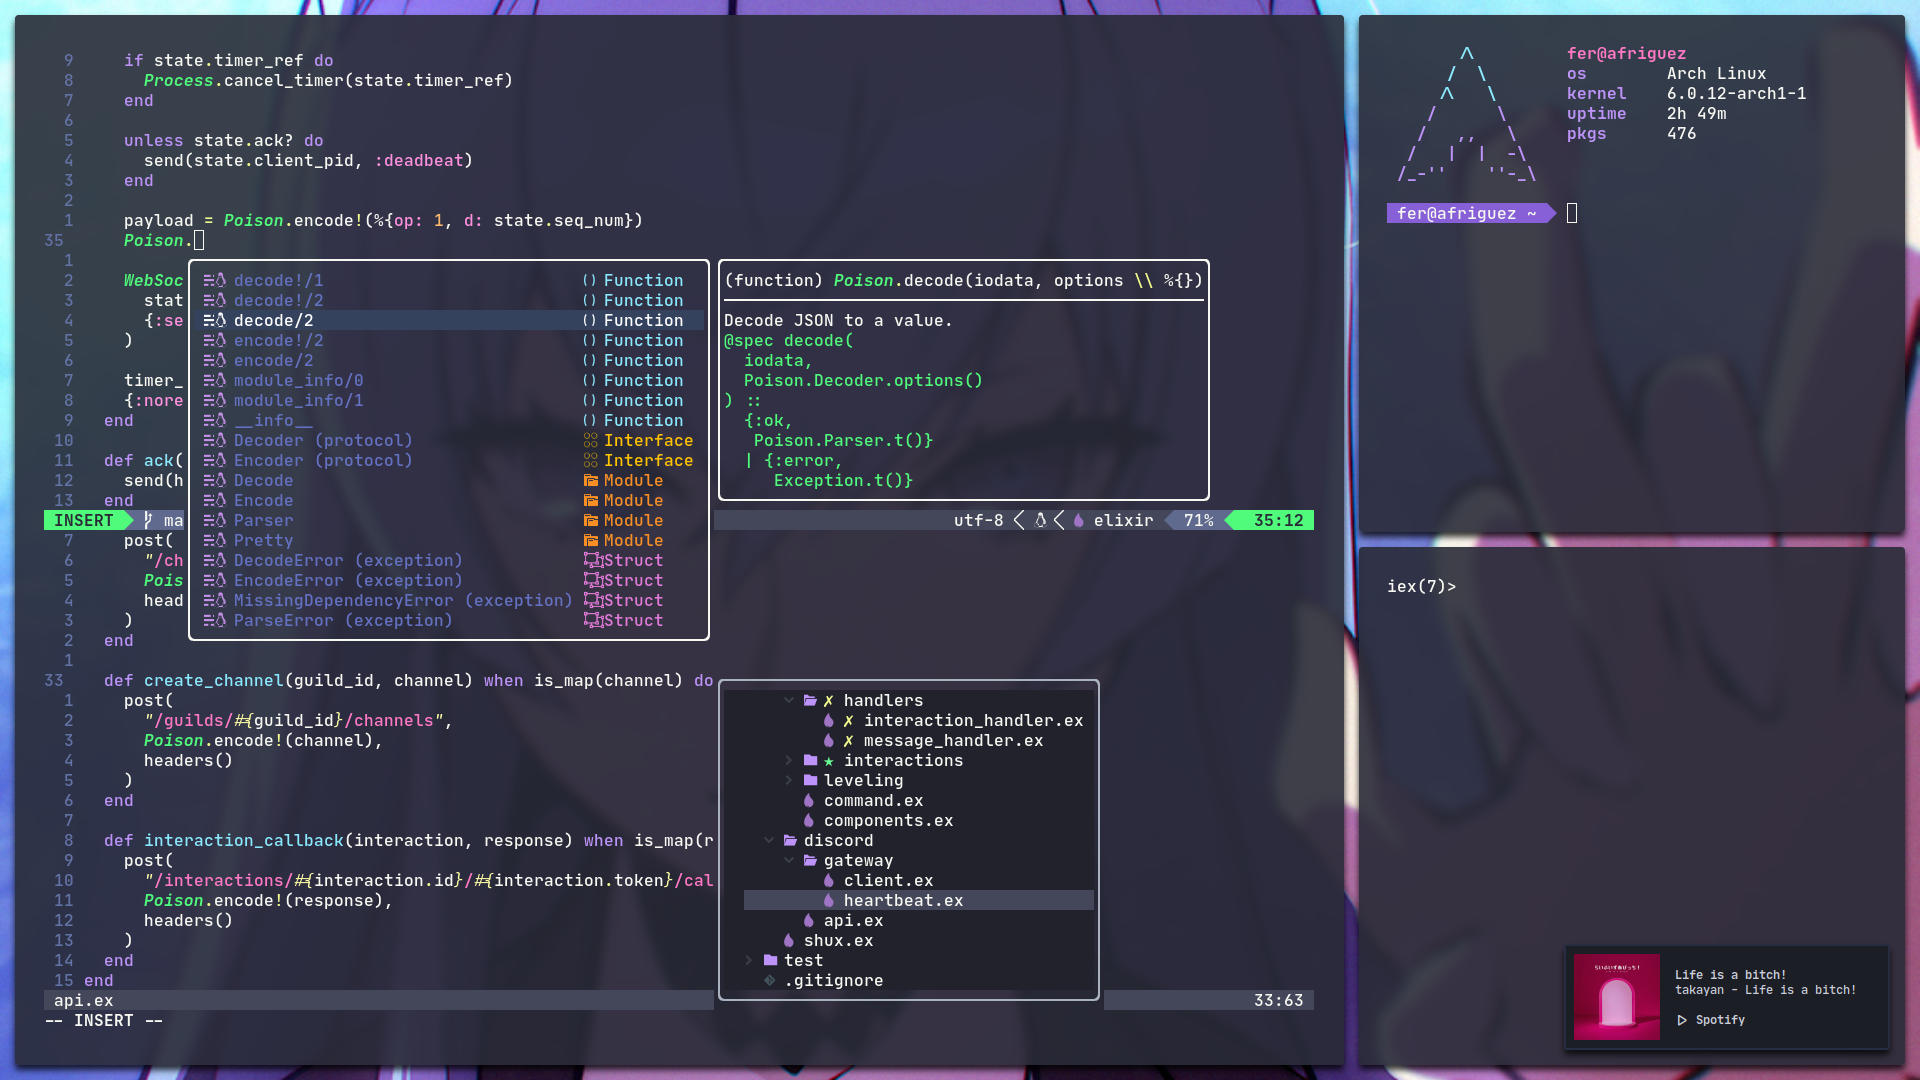 9 if state.timer_ref do
8 Process.cancel_timer(state.timer_ref)
7 end
6
5 unless state.ack? do
4 send(state.client_pid, :deadbeat)
3 end
2
1 payload = Poison.encode!(%{op: 1, d: state.seq_num})
35 Poison.
1
2 WebSoc
3 stat
4 {:se
5 )
6
7 timer_
8 {:nore
9 end
10
11 def ack(
12 send(h
13 end
decode!/1 () Function
decode!/2 () Function
decode/2 () Function
encode!/2 () Function
encode/2 () Function
module_info/0 () Function
module_info/1 () Function
__info__ () Function
Decoder (protocol) Interface
Encoder (protocol) Interface
Decode Module
Encode Module
Parser Module
Pretty Module
DecodeError (exception) Struct
EncodeError (exception) Struct
MissingDependencyError (exception) Struct
ParseError (exception) Struct
(function) Poison.decode(iodata, options \\ %{})
Decode JSON to a value.
@spec decode(
iodata,
Poison.Decoder.options()
) ::
{:ok,
Poison.Parser.t()}
| {:error,
Exception.t()}
INSERT ma
utf-8 elixir 71% 35:12
7 post(
6 "/ch
5 Pois
4 head
3 )
2 end
1
33 def create_channel(guild_id, channel) when is_map(channel) do
1 post(
2 "/guilds/#{guild_id}/channels",
3 Poison.encode!(channel),
4 headers()
5 )
6 end
7
8 def interaction_callback(interaction, response) when is_map(r
9 post(
10 "/interactions/#{interaction.id}/#{interaction.token}/cal
11 Poison.encode!(response),
12 headers()
13 )
14 end
15 end
api.ex
33:63
-- INSERT --
✗ handlers
✗ interaction_handler.ex
✗ message_handler.ex
★ interactions
leveling
command.ex
components.ex
discord
gateway
client.ex
heartbeat.ex
api.ex
shux.ex
test
.gitignore
fer@afriguez
os Arch Linux
kernel 6.0.12-arch1-1
uptime 2h 49m
pkgs 476
fer@afriguez ~
iex(7)>
Life is a bitch!
takayan - Life is a bitch!
Spotify